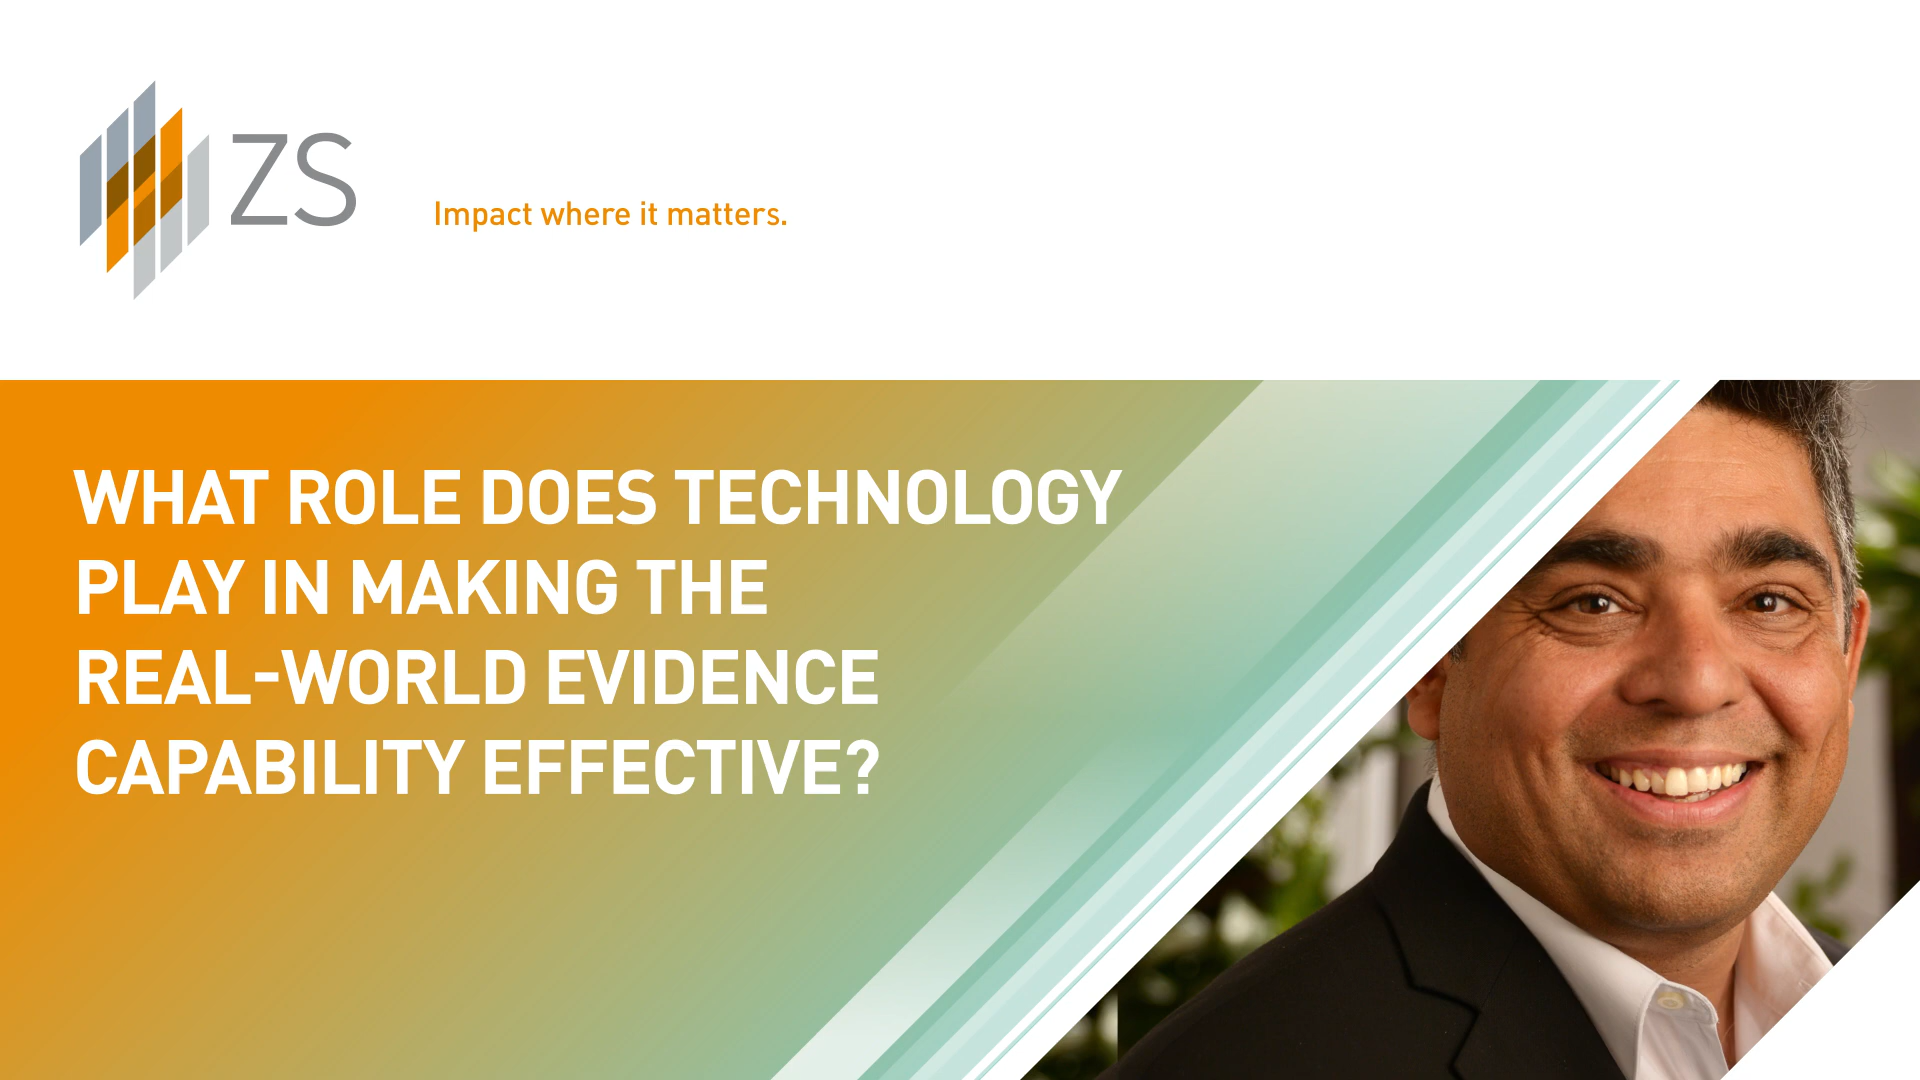 ZS
Impact where it matters.
WHAT ROLE DOES TECHNOLOGY
PLAY IN MAKING THE
REAL-WORLD EVIDENCE
CAPABILITY EFFECTIVE?